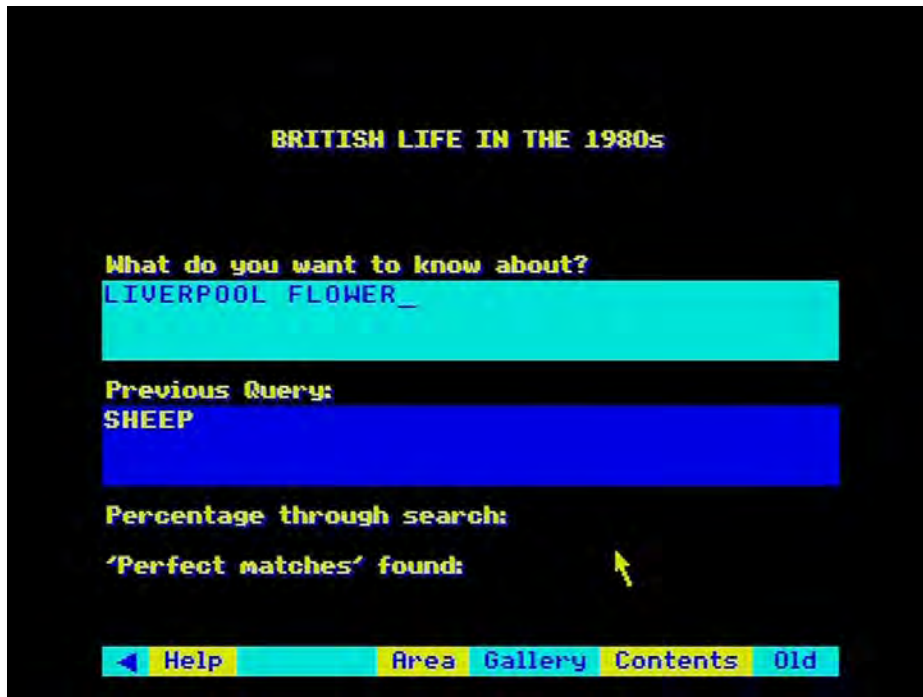 BRITISH LIFE IN THE 1980s
What do you want to know about?
LIVERPOOL FLOWER_
Previous Query:
SHEEP
Percentage through search:
‘Perfect matches’ found:
Help Area Gallery Contents Old